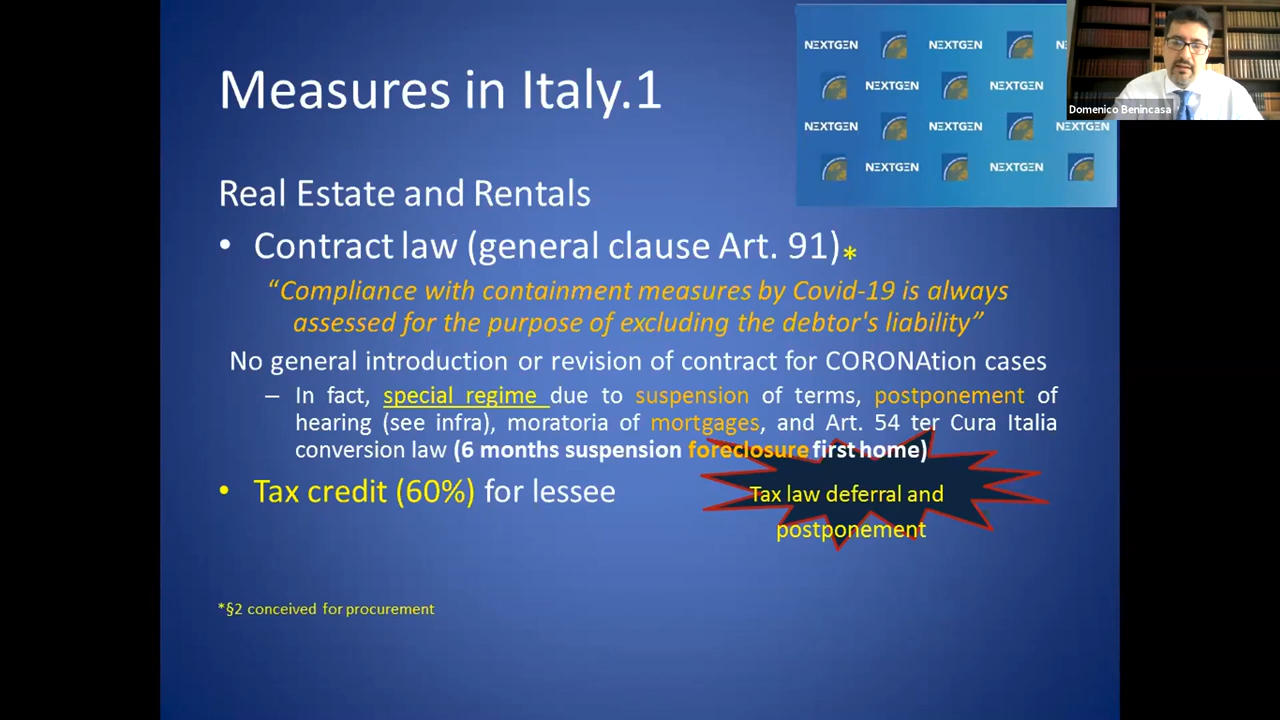 Measures in Italy.1
NEXTGEN NEXTGEN N
NEXTGEN NEXTGEN
NEXTGEN NEXTGEN NEXTGEN
NEXTGEN NEXTGEN
Domenico Benincasa
Real Estate and Rentals
• Contract law (general clause Art. 91)*
“Compliance with containment measures by Covid-19 is always
assessed for the purpose of excluding the debtor's liability”
No general introduction or revision of contract for CORONAtion cases
– In fact, special regime due to suspension of terms, postponement of
hearing (see infra), moratoria of mortgages, and Art. 54 ter Cura Italia
conversion law (6 months suspension foreclosure first home)
• Tax credit (60%) for lessee
Tax law deferral and
postponement
*§2 conceived for procurement